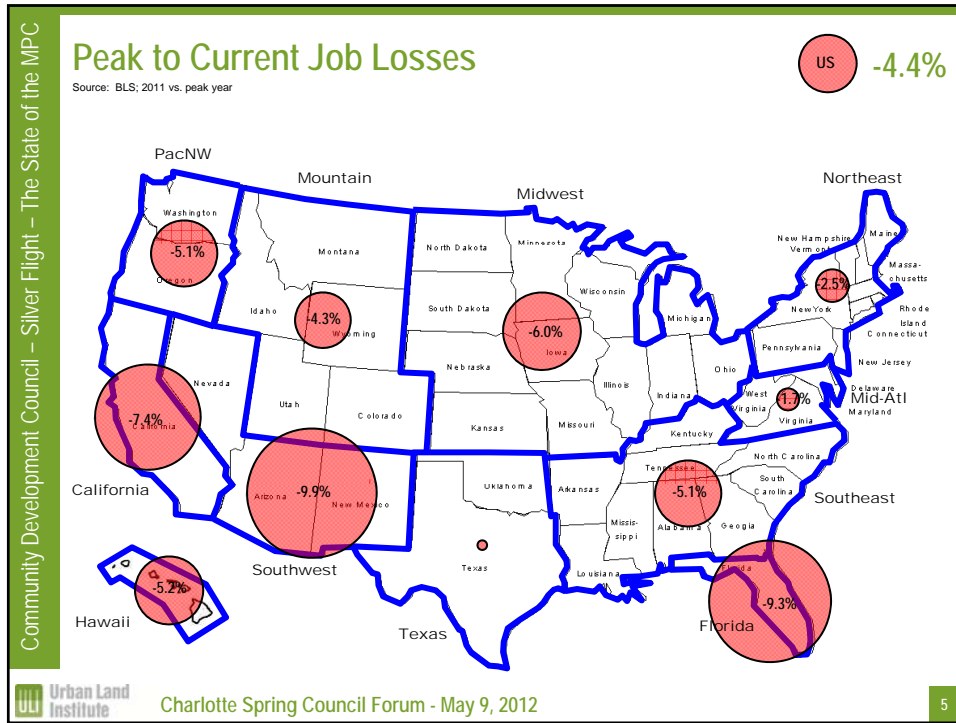 Community Development Council – Silver Flight – The State of the MPC
Peak to Current Job Losses
Source: BLS; 2011 vs. peak year
US
-4.4%
PacNW
Mountain
Midwest
Northeast
Washington
-5.1%
Oregon
Montana
Idaho
-4.3%
Wyoming
Nevada
Utah
Colorado
North Dakota
South Dakota
Nebraska
Kansas
Minnesota
Wisconsin
-6.0%
Iowa
Illinois
Missouri
Michigan
Indiana
Ohio
Kentucky
Maine
New Hampshire
Vermont
Massa-
chusetts
-2.5%
New York
Rhode
Island
Connecticut
Pennsylvania
New Jersey
Delaware
Mid-Atl
Maryland
West
Virginia
-1.7%
Virginia
-7.4%
California
California
-9.9%
Arizona
New Mexico
Southwest
Oklahoma
Texas
Texas
Arkansas
Louisiana
Missis-
sippi
Tennessee
-5.1%
Alabama
Geogia
North Carolina
South
Carolina
Southeast
Florida
-9.3%
Florida
-5.2%
Hawaii
ULI Urban Land
Institute
Charlotte Spring Council Forum - May 9, 2012
5